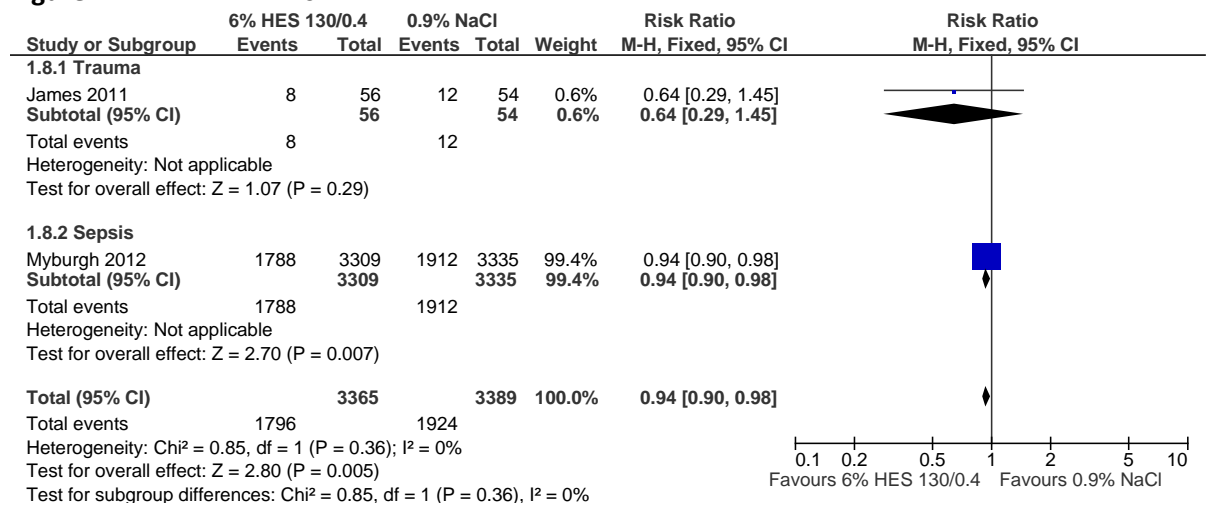 6% HES 130/0.4 0.9% NaCl Risk Ratio Risk Ratio
Study or Subgroup Events Total Events Total Weight M-H, Fixed, 95% CI M-H, Fixed, 95% CI
1.8.1 Trauma
James 2011 8 56 12 54 0.6% 0.64 [0.29, 1.45]
Subtotal (95% CI) 56 54 0.6% 0.64 [0.29, 1.45]
Total events 8 12
Heterogeneity: Not applicable
Test for overall effect: Z = 1.07 (P = 0.29)
1.8.2 Sepsis
Myburgh 2012 1788 3309 1912 3335 99.4% 0.94 [0.90, 0.98]
Subtotal (95% CI) 3309 3335 99.4% 0.94 [0.90, 0.98]
Total events 1788 1912
Heterogeneity: Not applicable
Test for overall effect: Z = 2.70 (P = 0.007)
Total (95% CI) 3365 3389 100.0% 0.94 [0.90, 0.98]
Total events 1796 1924
Heterogeneity: Chi² = 0.85, df = 1 (P = 0.36); I² = 0%
Test for overall effect: Z = 2.80 (P = 0.005)
Test for subgroup differences: Chi² = 0.85, df = 1 (P = 0.36), I² = 0%
0.1 0.2 0.5 1 2 5 10
Favours 6% HES 130/0.4 Favours 0.9% NaCl